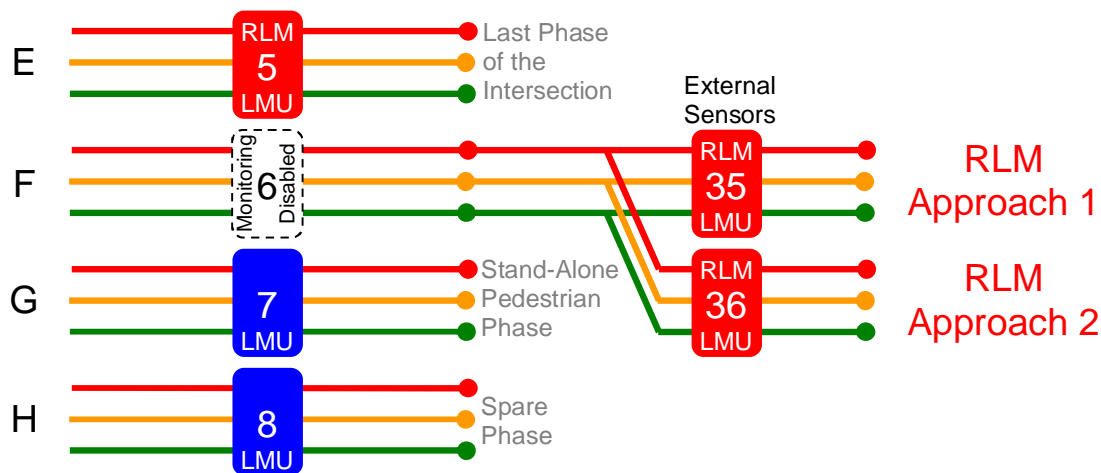 E
RLM
5
LMU
Last Phase
of the
Intersection
External
Sensors
F
Monitoring
6
Disabled
RLM
35
LMU
RLM
Approach 1
G
7
LMU
Stand-Alone
Pedestrian
Phase
RLM
36
LMU
RLM
Approach 2
H
8
LMU
Spare
Phase